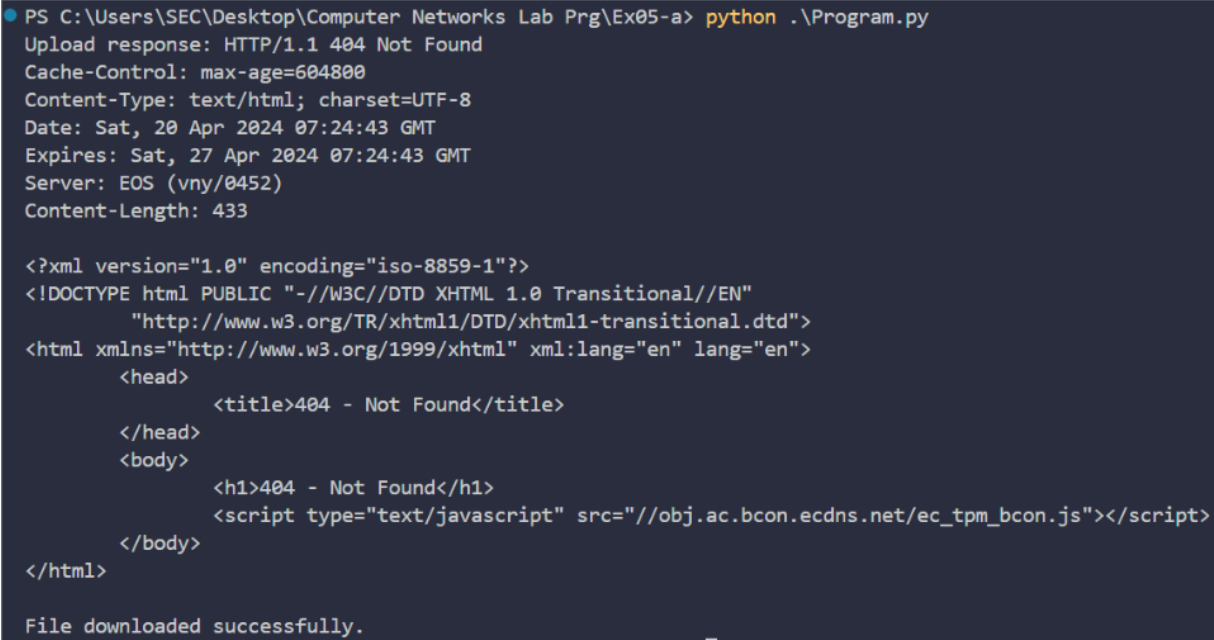 PS C:\Users\SEC\Desktop\Computer Networks Lab Prg\Ex05-a> python .\Program.py
Upload response: HTTP/1.1 404 Not Found
Cache-Control: max-age=604800
Content-Type: text/html; charset=UTF-8
Date: Sat, 20 Apr 2024 07:24:43 GMT
Expires: Sat, 27 Apr 2024 07:24:43 GMT
Server: EOS (vny/0452)
Content-Length: 433

<?xml version="1.0" encoding="iso-8859-1"?>
<!DOCTYPE html PUBLIC "-//W3C//DTD XHTML 1.0 Transitional//EN"
         "http://www.w3.org/TR/xhtml1/DTD/xhtml1-transitional.dtd">
<html xmlns="http://www.w3.org/1999/xhtml" xml:lang="en" lang="en">
        <head>
                <title>404 - Not Found</title>
        </head>
        <body>
                <h1>404 - Not Found</h1>
                <script type="text/javascript" src="//obj.ac.bcon.ecdns.net/ec_tpm_bcon.js"></script>
        </body>
</html>

File downloaded successfully.